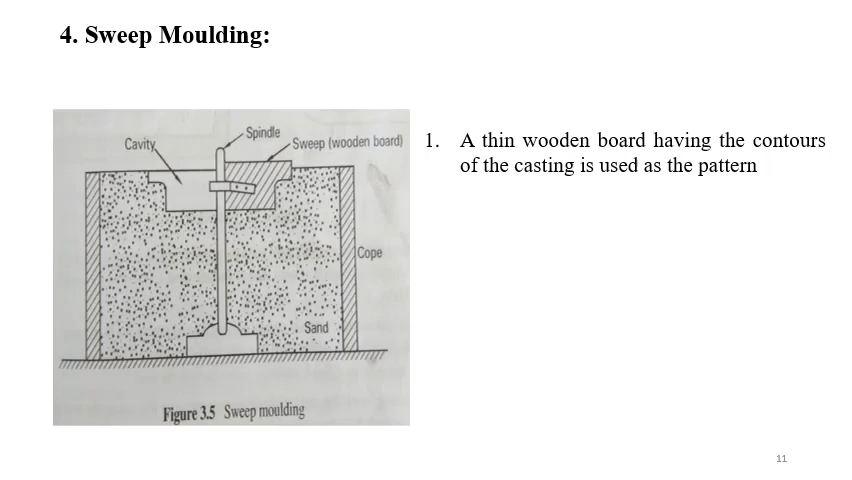 4. Sweep Moulding:
Spindle
Cavity
Sweep (wooden board)
Cope
Sand
Figure 3.5 Sweep moulding
1. A thin wooden board having the contours
of the casting is used as the pattern
11